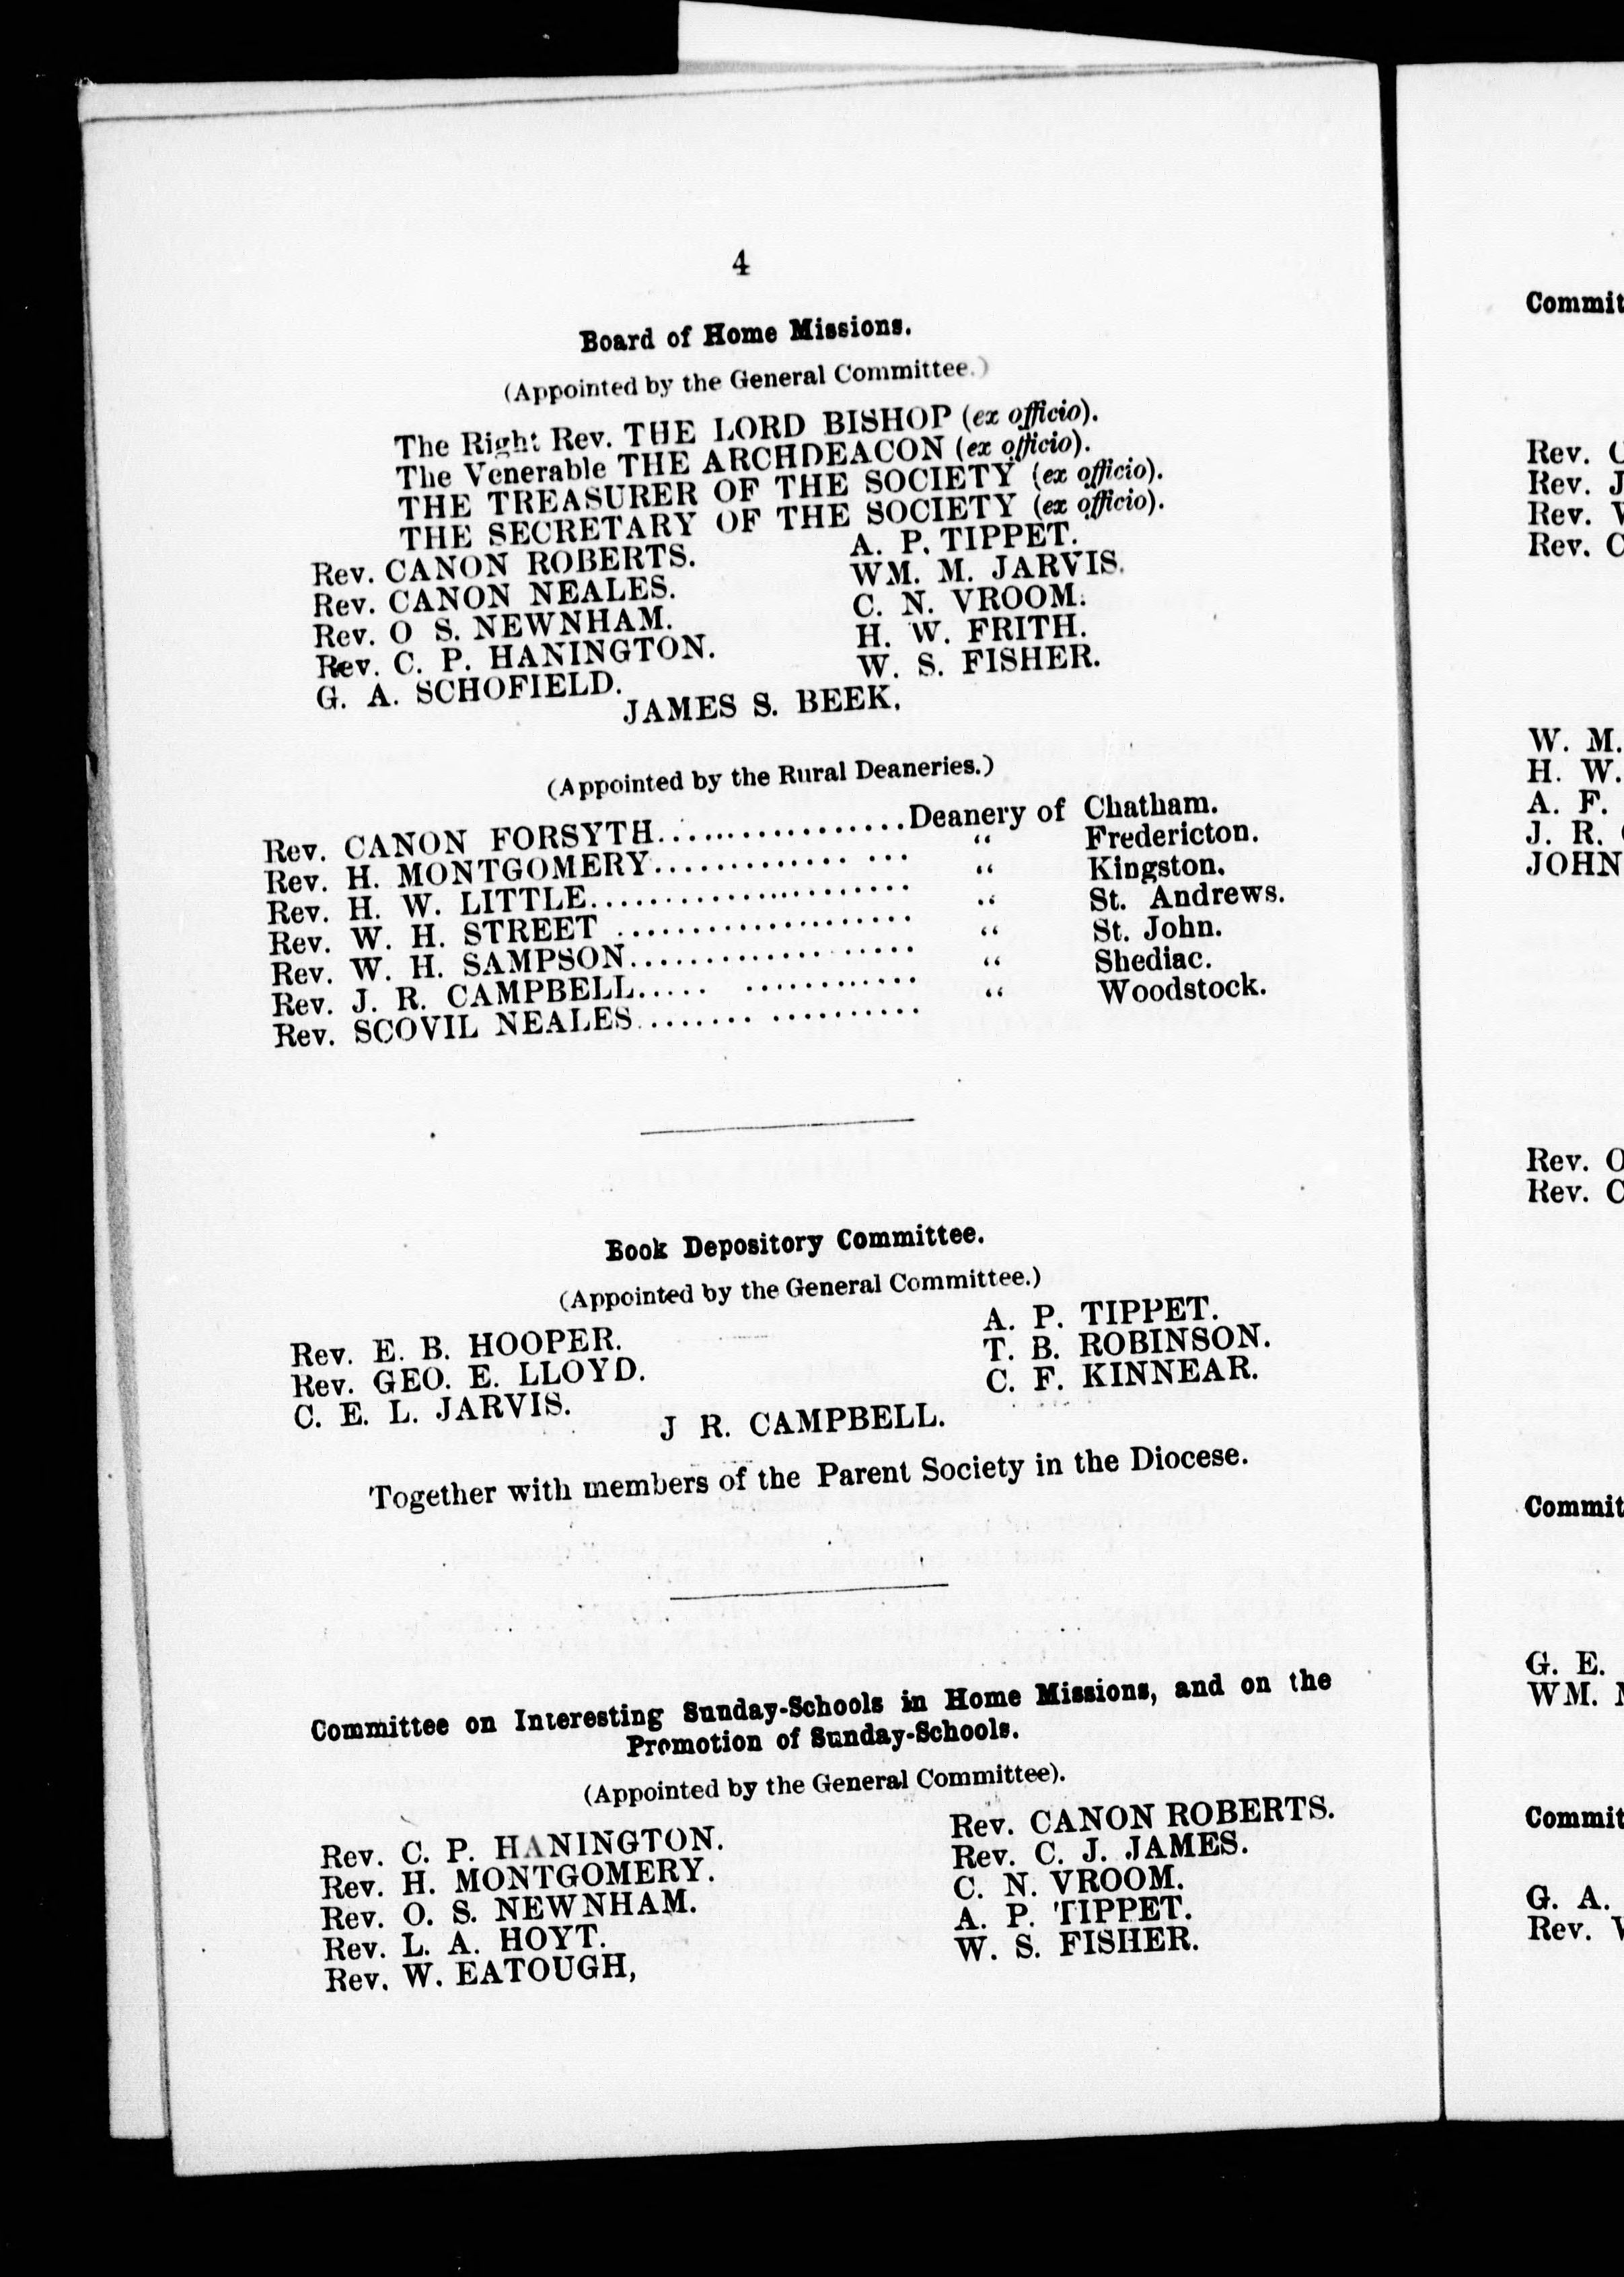 4
Board of Home Missions.
(Appointed by the General Committee.)
The Right Rev. THE LORD BISHOP (ex officio).
The Venerable THE ARCHDEACON (ex officio).
THE TREASURER OF THE SOCIETY (ex officio).
THE SECRETARY OF THE SOCIETY (ex officio).
Rev. CANON ROBERTS. A. P. TIPPET.
Rev. CANON NEALES. WM. M. JARVIS.
Rev. O S. NEWNHAM. C. N. VROOM.
Rev. C. P. HANINGTON. H. W. FRITH.
G. A. SCHOFIELD. W. S. FISHER.
JAMES S. BEEK.
(Appointed by the Rural Deaneries.)
Rev. CANON FORSYTH....................Deanery of Chatham.
Rev. H. MONTGOMERY................ “ Fredericton.
Rev. H. W. LITTLE..................... “ Kingston.
Rev. W. H. STREET .................... “ St. Andrews.
Rev. W. H. SAMPSON................... “ St. John.
Rev. J. R. CAMPBELL..... ............ “ Shediac.
Rev. SCOVIL NEALES........ .......... “ Woodstock.
Book Depository Committee.
(Appointed by the General Committee.)
Rev. E. B. HOOPER. A. P. TIPPET.
Rev. GEO. E. LLOYD. T. B. ROBINSON.
C. E. L. JARVIS. C. F. KINNEAR.
J R. CAMPBELL.
Together with members of the Parent Society in the Diocese.
Committee on Interesting Sunday-Schools in Home Missions, and on the
Promotion of Sunday-Schools.
(Appointed by the General Committee).
Rev. C. P. HANINGTON. Rev. CANON ROBERTS.
Rev. H. MONTGOMERY. Rev. C. J. JAMES.
Rev. O. S. NEWNHAM. C. N. VROOM.
Rev. L. A. HOYT. A. P. TIPPET.
Rev. W. EATOUGH, W. S. FISHER.
Commit
Rev.
Rev. J
Rev.
Rev. C
W. M.
H. W.
A. F.
J. R.
JOHN
Rev. O
Rev. C
Commit
G. E.
WM.
Commit
G. A.
Rev.